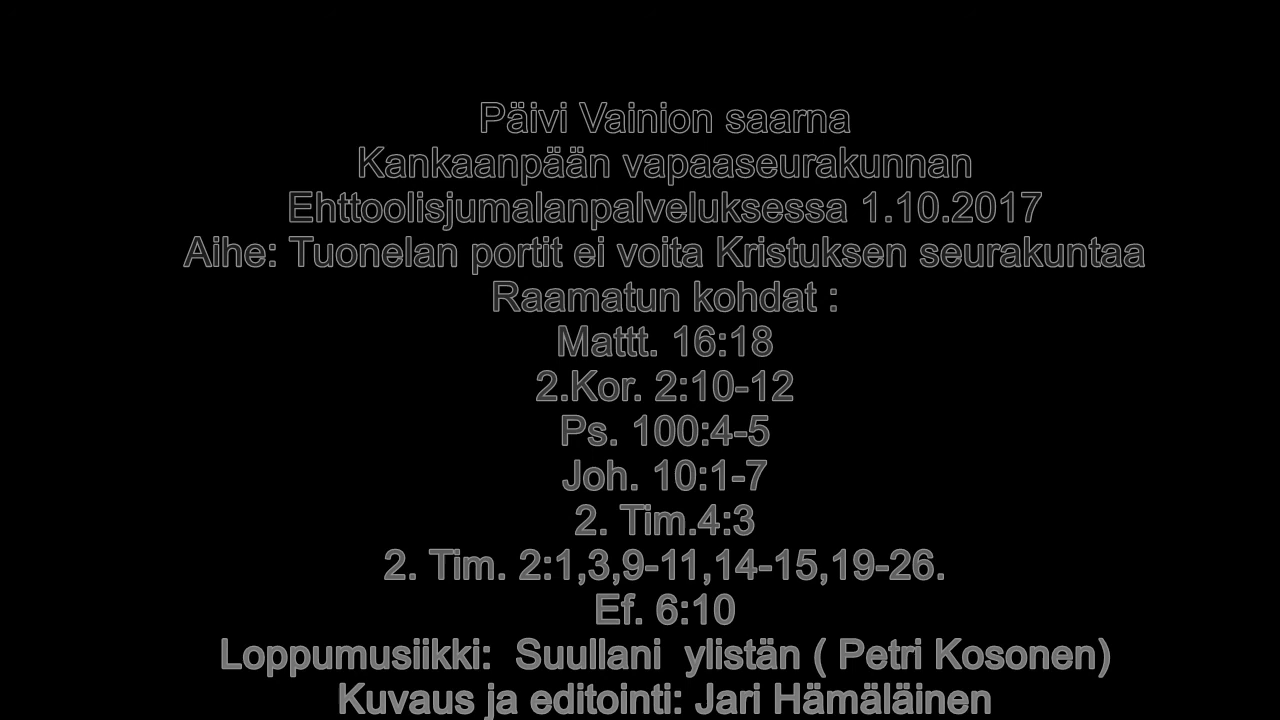 Päivi Vainion saarna
Kankaanpään vapaaseurakunnan
Ehttoolisjumalanpalveluksessa 1.10.2017
Aihe: Tuonelan portit ei voita Kristuksen seurakuntaa
Raamatun kohdat :
Mattt. 16:18
2.Kor. 2:10-12
Ps. 100:4-5
Joh. 10:1-7
2. Tim.4:3
2. Tim. 2:1,3,9-11,14-15,19-26.
Ef. 6:10
Loppumusiikki:  Suullani  ylistän ( Petri Kosonen)
Kuvaus ja editointi: Jari Hämäläinen